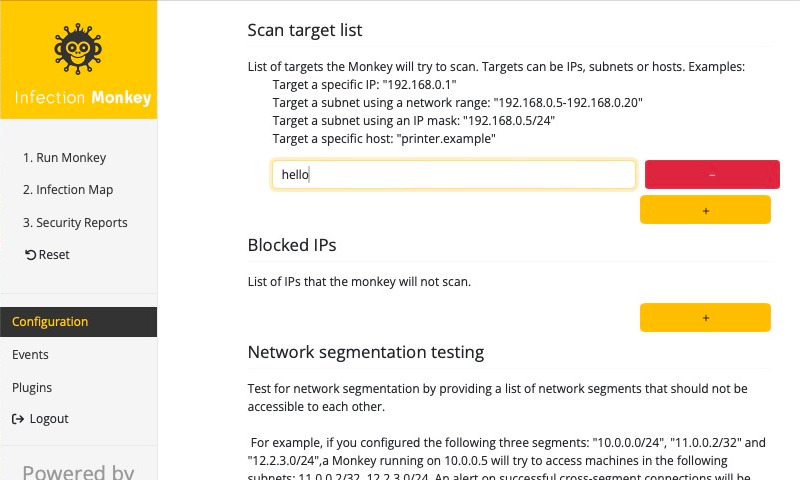 Infection Monkey
1. Run Monkey
2. Infection Map
3. Security Reports
Reset
Configuration
Events
Plugins
Logout
Powered by
Scan target list
List of targets the Monkey will try to scan. Targets can be IPs, subnets or hosts. Examples:
Target a specific IP: "192.168.0.1"
Target a subnet using a network range: "192.168.0.5-192.168.0.20"
Target a subnet using an IP mask: "192.168.0.5/24"
Target a specific host: "printer.example"
hello
−
+
Blocked IPs
List of IPs that the monkey will not scan.
+
Network segmentation testing
Test for network segmentation by providing a list of network segments that should not be
accessible to each other.
For example, if you configured the following three segments: "10.0.0.0/24", "11.0.0.2/32" and
"12.2.3.0/24",a Monkey running on 10.0.0.5 will try to access machines in the following
subnets: 11.0.0.2/32, 12.2.3.0/24. An alert on successful cross-segment connections will be